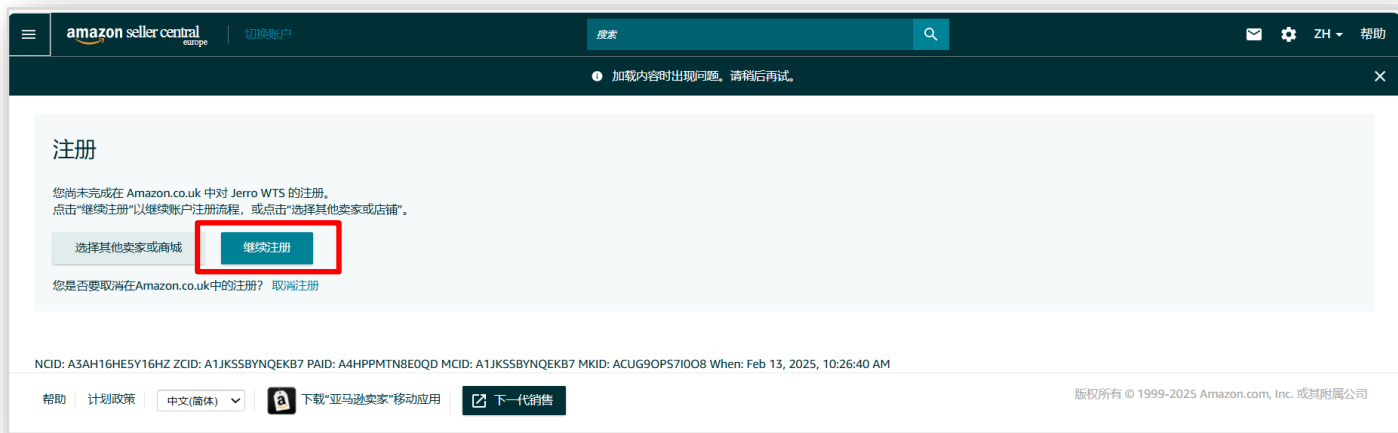 amazon seller central
europe
切换账户
搜索
ZH
帮助
加载内容时出现问题。请稍后再试。
注册
您尚未完成在 Amazon.co.uk 中对 Jerro WTS 的注册。
点击“继续注册”以继续账户注册流程，或点击“选择其他卖家或店铺”。
选择其他卖家或商城
继续注册
您是否要取消在Amazon.co.uk中的注册？ 取消注册
NCID: A3AH16HE5Y16HZ ZCID: A1JKSSBYNQEKB7 PAID: A4HPPMTN8E0QD MCID: A1JKSSBYNQEKB7 MKID: ACUG9OPS7I0O8 When: Feb 13, 2025, 10:26:40 AM
帮助
计划政策
中文(简体)
下载“亚马逊卖家”移动应用
下一代销售
版权所有 © 1999-2025 Amazon.com, Inc. 或其附属公司